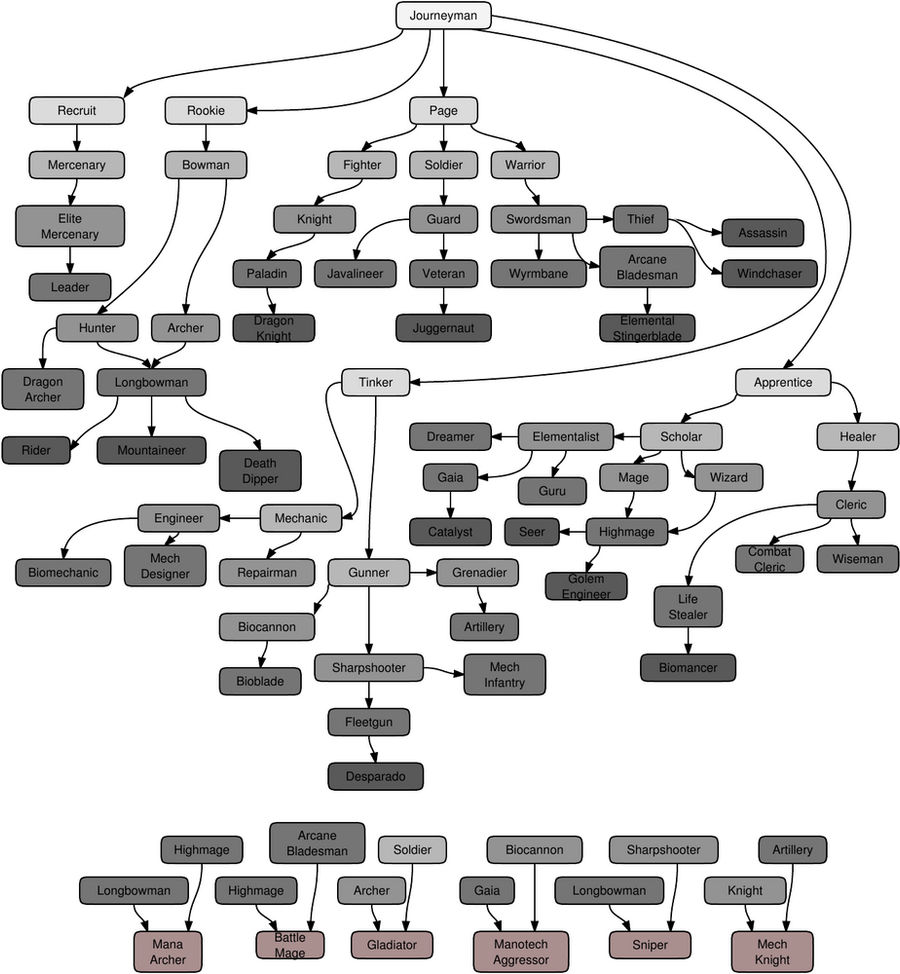 Journeyman
Recruit
Rookie
Page
Mercenary
Bowman
Fighter
Soldier
Warrior
Elite
Mercenary
Knight
Guard
Swordsman
Thief
Assassin
Leader
Paladin
Javalineer
Veteran
Wyrmbane
Arcane
Bladesman
Windchaser
Hunter
Archer
Dragon
Knight
Juggernaut
Elemental
Stingerblade
Dragon
Archer
Longbowman
Tinker
Apprentice
Rider
Mountaineer
Death
Dipper
Dreamer
Elementalist
Scholar
Healer
Gaia
Guru
Mage
Wizard
Cleric
Engineer
Mechanic
Catalyst
Seer
Highmage
Combat
Cleric
Wiseman
Biomechanic
Mech
Designer
Repairman
Gunner
Grenadier
Golem
Engineer
Life
Stealer
Biocannon
Artillery
Bioblade
Sharpshooter
Mech
Infantry
Biomancer
Fleetgun
Desparado
Highmage
Arcane
Bladesman
Soldier
Biocannon
Sharpshooter
Artillery
Longbowman
Highmage
Archer
Gaia
Longbowman
Knight
Mana
Archer
Battle
Mage
Gladiator
Manotech
Aggressor
Sniper
Mech
Knight